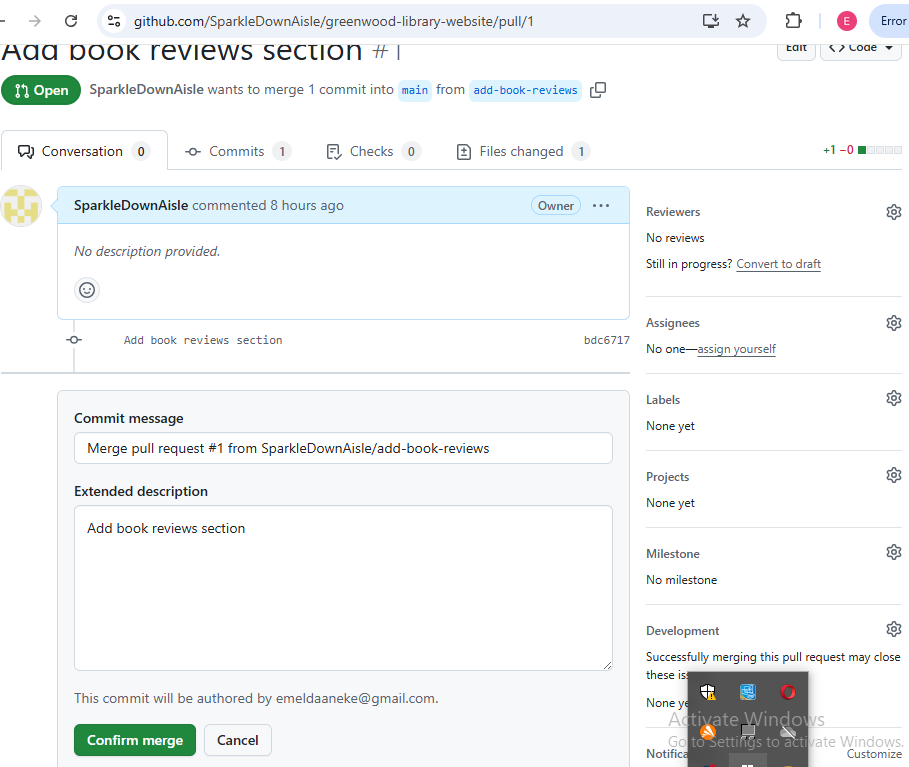 github.com/SparkleDownAisle/greenwood-library-website/pull/1
E
Error
Add book reviews section #1
Edit
Code
Open
SparkleDownAisle wants to merge 1 commit into main from add-book-reviews
Conversation 0
Commits 1
Checks 0
Files changed 1
+1 −0
SparkleDownAisle commented 8 hours ago
Owner
No description provided.
Add book reviews section
bdc6717
Commit message
Merge pull request #1 from SparkleDownAisle/add-book-reviews
Extended description
Add book reviews section
This commit will be authored by emeldaaneke@gmail.com.
Confirm merge
Cancel
Reviewers
No reviews
Still in progress? Convert to draft
Assignees
No one—assign yourself
Labels
None yet
Projects
None yet
Milestone
No milestone
Development
Successfully merging this pull request may close
these iss
None ye
Activate Windows
Go to Settings to activate Windows.
Notifica
Customize